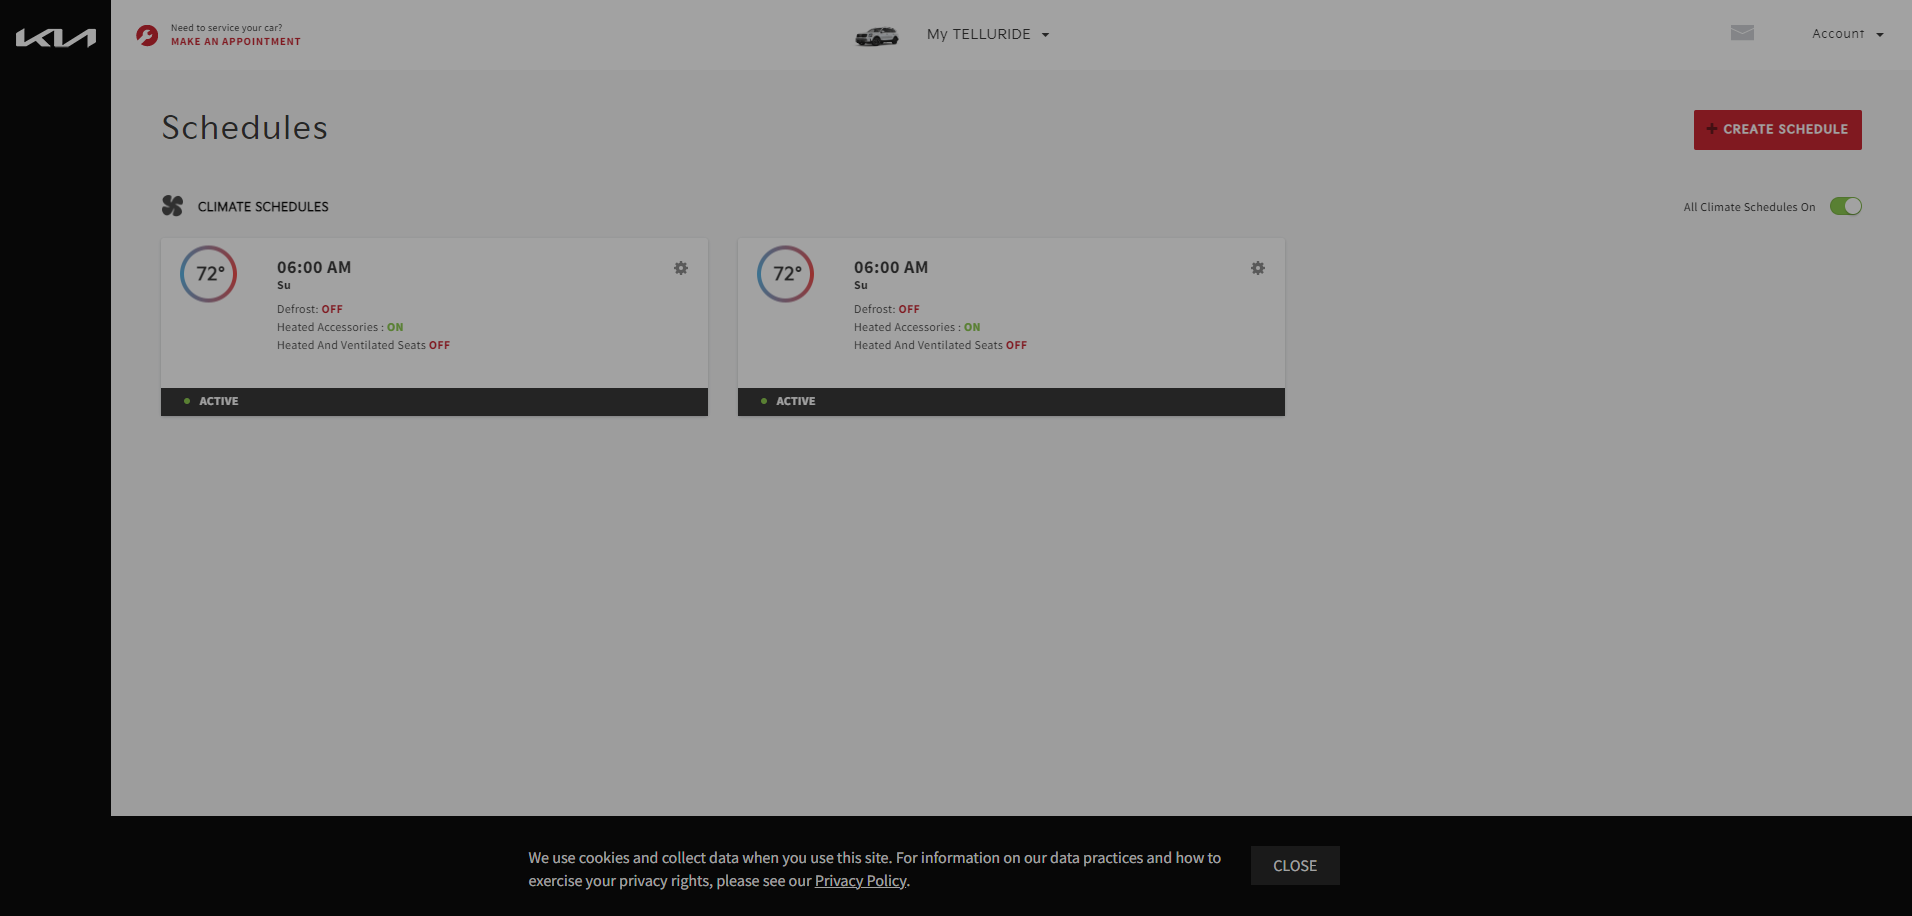 KIA
Need to service your car?
MAKE AN APPOINTMENT
My TELLURIDE
Account
Schedules
+ CREATE SCHEDULE
CLIMATE SCHEDULES
All Climate Schedules On
72°
06:00 AM
Su
Defrost: OFF
Heated Accessories : ON
Heated And Ventilated Seats OFF
ACTIVE
72°
06:00 AM
Su
Defrost: OFF
Heated Accessories : ON
Heated And Ventilated Seats OFF
ACTIVE
We use cookies and collect data when you use this site. For information on our data practices and how to
exercise your privacy rights, please see our Privacy Policy.
CLOSE